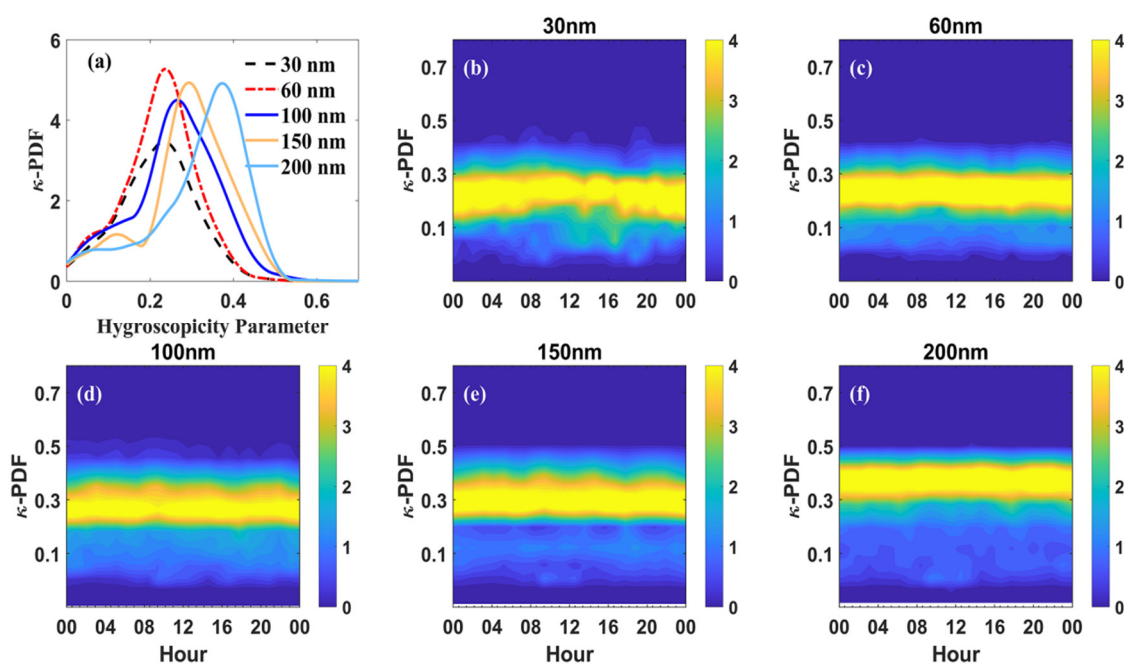 (a)
κ-PDF
6
4
2
0
0 0.2 0.4 0.6
Hygroscopicity Parameter
30 nm
60 nm
100 nm
150 nm
200 nm
30nm
(b)
κ-PDF
0.7
0.5
0.3
0.1
00 04 08 12 16 20 00
4
3
2
1
0
60nm
(c)
κ-PDF
0.7
0.5
0.3
0.1
00 04 08 12 16 20 00
4
3
2
1
0
100nm
(d)
κ-PDF
0.7
0.5
0.3
0.1
00 04 08 12 16 20 00
Hour
4
3
2
1
0
150nm
(e)
κ-PDF
0.7
0.5
0.3
0.1
00 04 08 12 16 20 00
Hour
4
3
2
1
0
200nm
(f)
κ-PDF
0.7
0.5
0.3
0.1
00 04 08 12 16 20 00
Hour
4
3
2
1
0